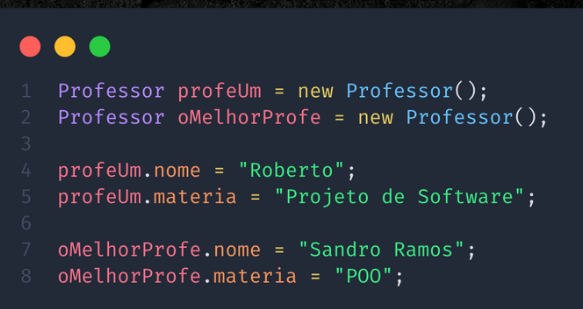 1 Professor profeUm = new Professor();
2 Professor oMelhorProfe = new Professor();
3
4 profeUm.nome = "Roberto";
5 profeUm.materia = "Projeto de Software";
6
7 oMelhorProfe.nome = "Sandro Ramos";
8 oMelhorProfe.materia = "POO";